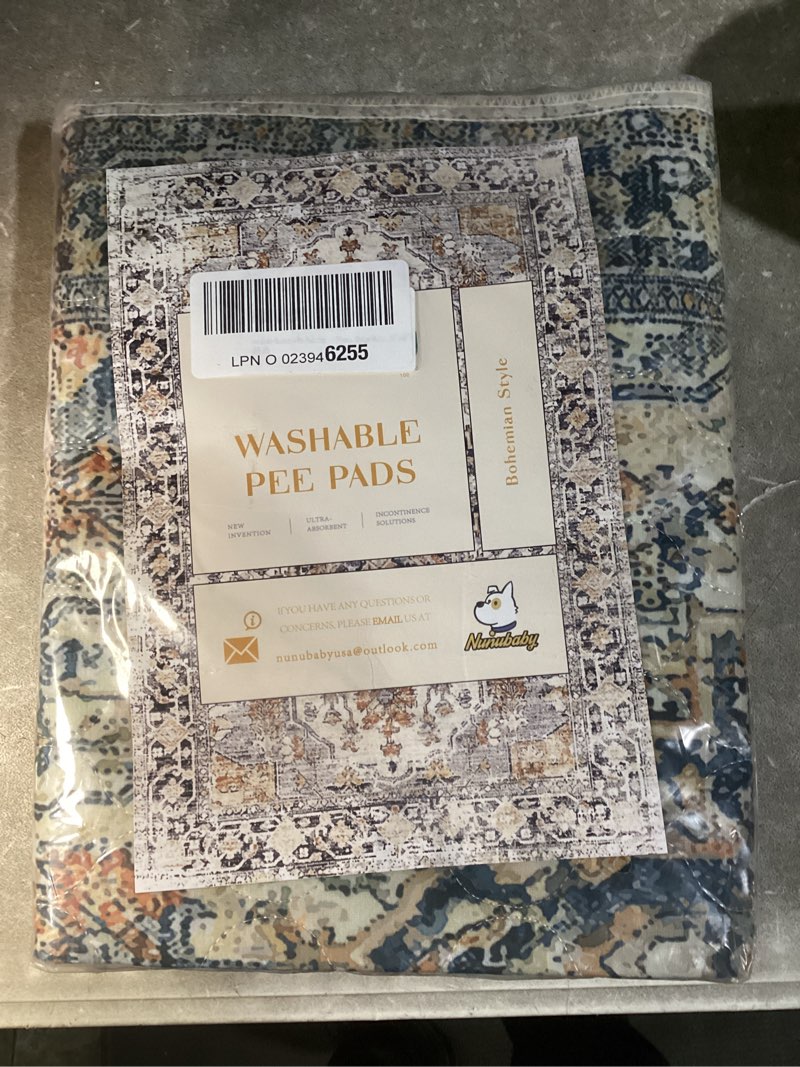 LPN O 023946255
100
WASHABLE
PEE PADS
NEW
INVENTION
ULTRA-
ABSORBENT
INCONTINENCE
SOLUTIONS
Bohemian Style
i
IF YOU HAVE ANY QUESTIONS OR
CONCERNS, PLEASE EMAIL US AT
nunubabyusa@outlook.com
Nunubaby